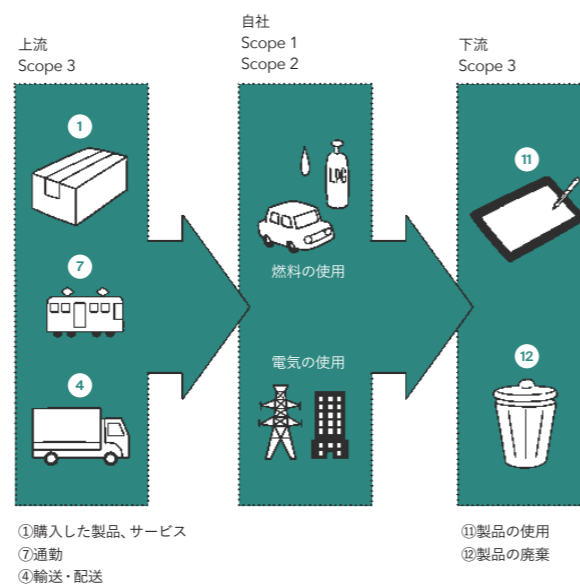 上流
Scope 3
①
⑦
④
①購入した製品、サービス
⑦通勤
④輸送・配送
自社
Scope 1
Scope 2
LPG
燃料の使用
電気の使用
下流
Scope 3
⑪
⑫
⑪製品の使用
⑫製品の廃棄